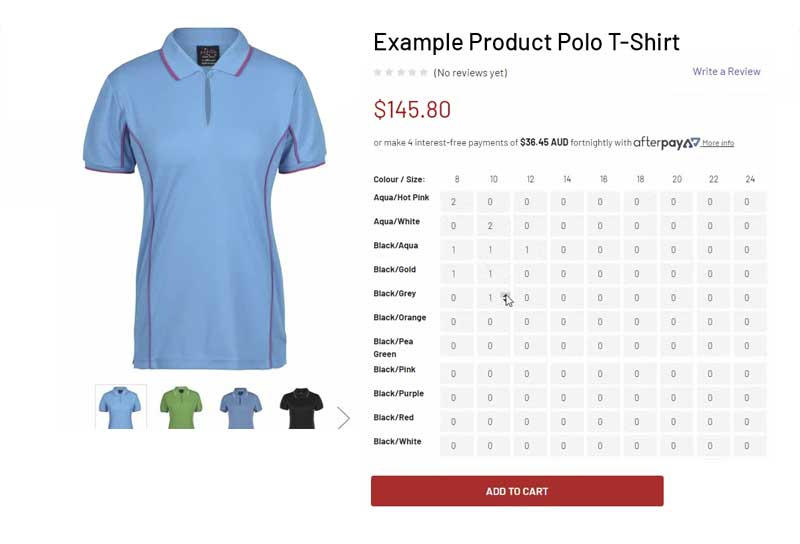 Example Product Polo T-Shirt
(No reviews yet)
Write a Review
$145.80
or make 4 interest-free payments of $36.45 AUD fortnightly with afterpay More info
Colour / Size: 8 10 12 14 16 18 20 22 24
Aqua/Hot Pink 2 0 0 0 0 0 0 0 0
Aqua/White 0 2 0 0 0 0 0 0 0
Black/Aqua 1 1 1 0 0 0 0 0 0
Black/Gold 1 1 0 0 0 0 0 0 0
Black/Grey 0 1 0 0 0 0 0 0 0
Black/Orange 0 0 0 0 0 0 0 0 0
Black/Pea
Green 0 0 0 0 0 0 0 0 0
Black/Pink 0 0 0 0 0 0 0 0 0
Black/Purple 0 0 0 0 0 0 0 0 0
Black/Red 0 0 0 0 0 0 0 0 0
Black/White 0 0 0 0 0 0 0 0 0
ADD TO CART